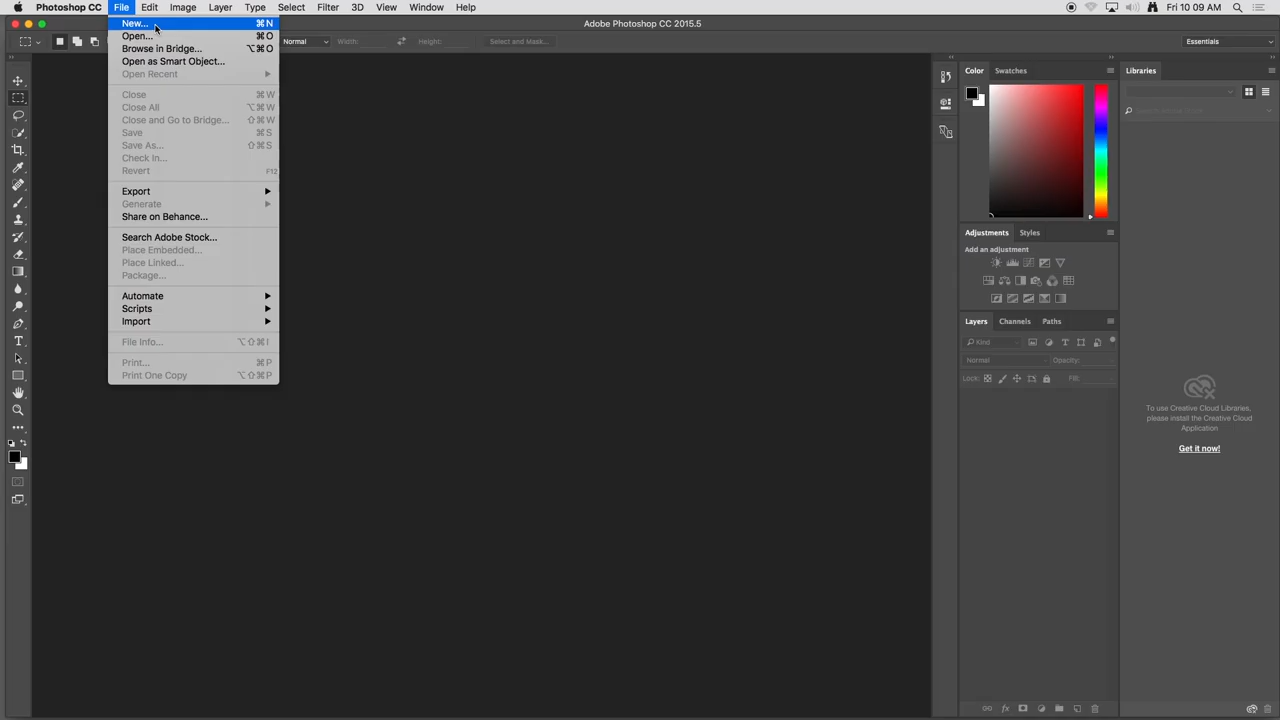 Photoshop CC File Edit Image Layer Type Select Filter 3D View Window Help Fri 10 09 AM
Adobe Photoshop CC 2015.5
Normal Width: Height: Select and Mask... Essentials
New... ⌘N
Open... ⌘O
Browse in Bridge... ⌥⌘O
Open as Smart Object...
Open Recent
Close ⌘W
Close All ⌥⌘W
Close and Go to Bridge... ⇧⌘W
Save ⌘S
Save As... ⇧⌘S
Check In...
Revert F12
Export
Generate
Share on Behance...
Search Adobe Stock...
Place Embedded...
Place Linked...
Package...
Automate
Scripts
Import
File Info... ⌥⇧⌘I
Print... ⌘P
Print One Copy ⌥⇧⌘P
Color Swatches
Adjustments Styles
Add an adjustment
Layers Channels Paths
Kind
Normal Opacity:
Lock: Fill:
Libraries
Search Adobe Stock
To use Creative Cloud Libraries,
please install the Creative Cloud
Application
Get it now!